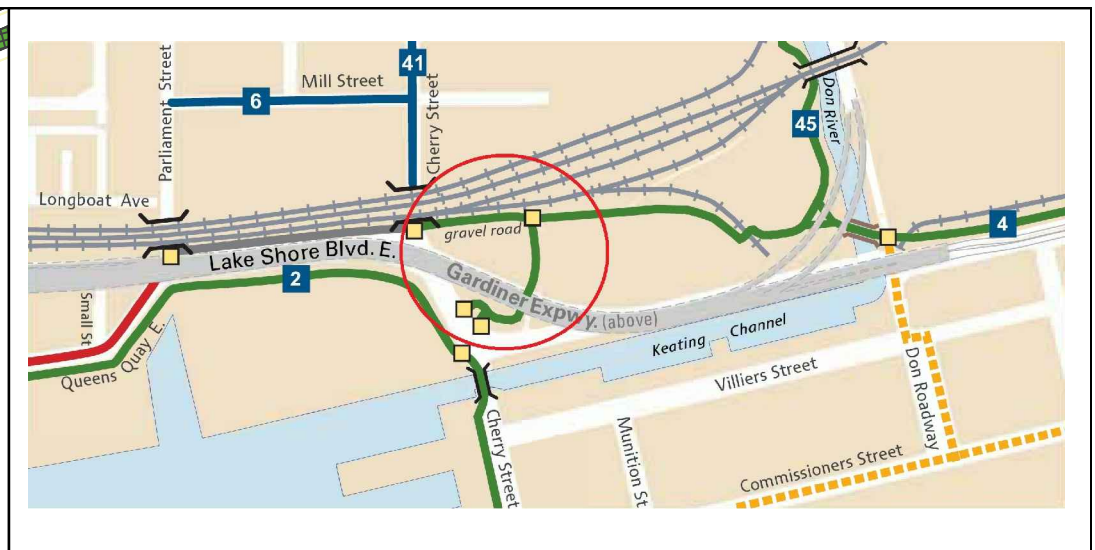 41
Mill Street
6
Parliament Street
Cherry Street
Don River
45
Longboat Ave
gravel road
4
Lake Shore Blvd. E.
2
Gardiner Expwy. (above)
Small St
Queens Quay E.
Keating Channel
Villiers Street
Don Roadway
Cherry Street
Munition St
Commissioners Street